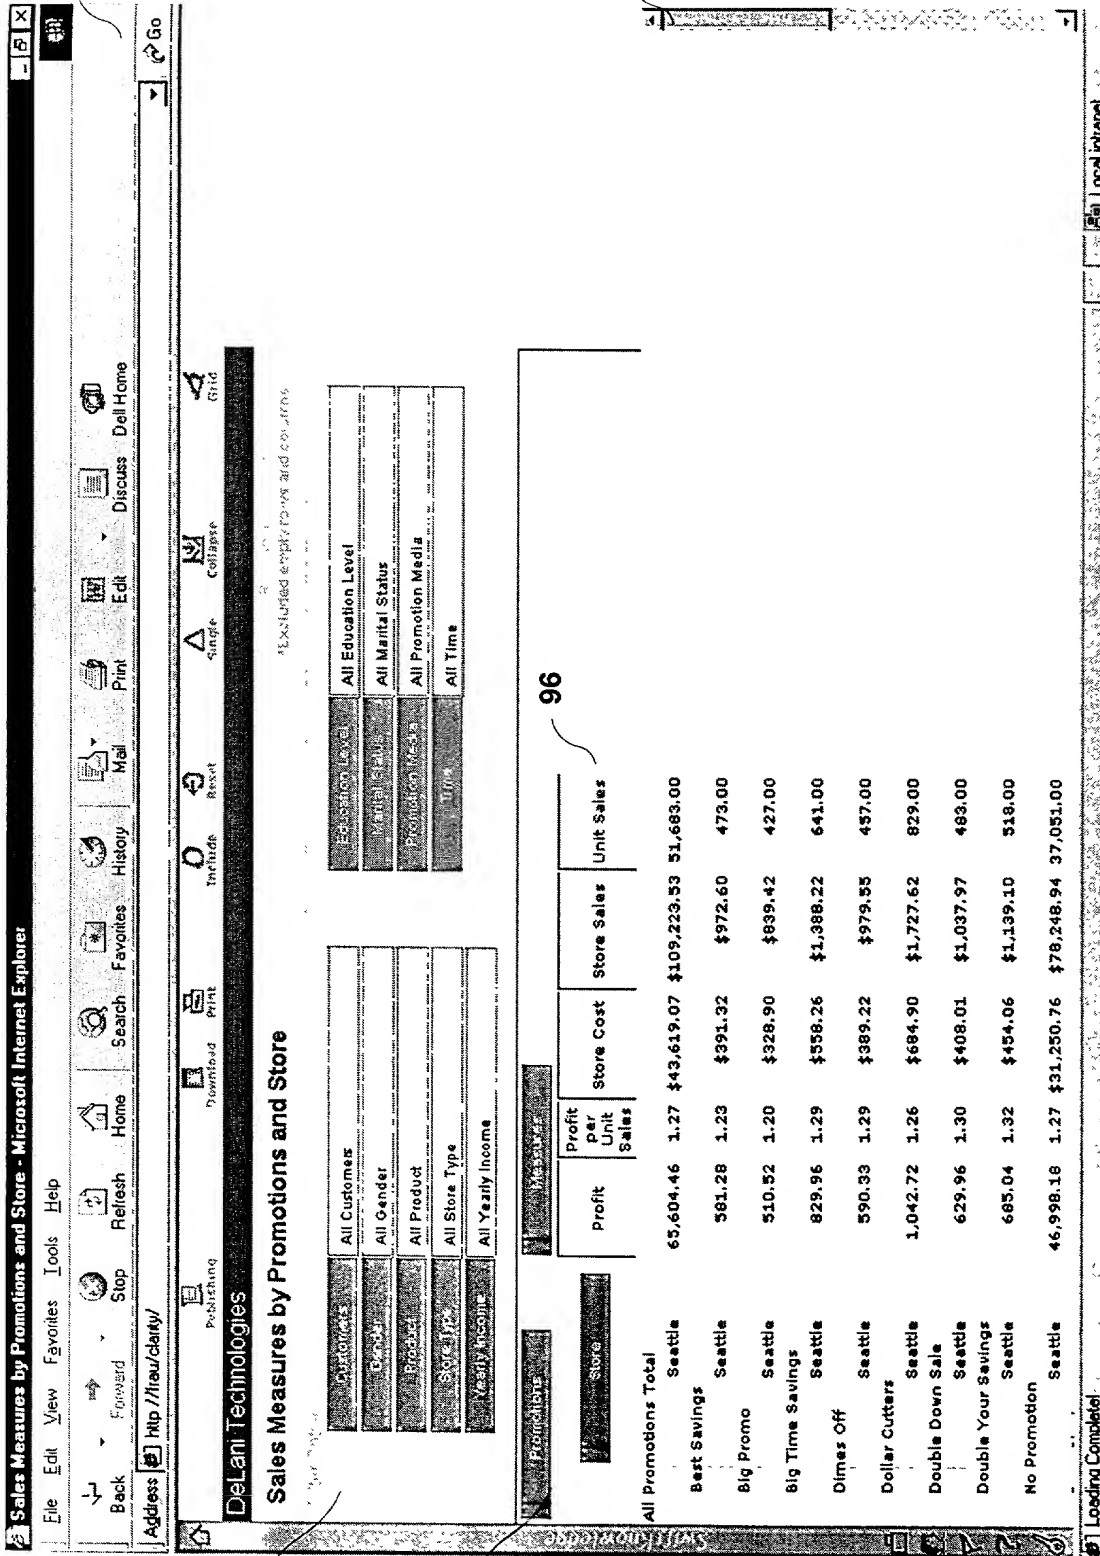 Sales Measures by Promotions and Store - Microsoft Internet Explorer
File Edit View Favorites Tools Help
Back Forward Stop Refresh Home Search Favorites History Mail Print Edit Discuss Dell Home
Address http://frau/clarity/ Go
Publishing Download Print Include Reset Single Collapse Grid
DeLani Technologies
Sales Measures by Promotions and Store
*Excluded empty rows and columns
Customers All Customers Education Level All Education Level
Gender All Gender Marital Status All Marital Status
Product All Product Promotion Media All Promotion Media
Store Type All Store Type Time All Time
Yearly Income All Yearly Income
96
Promotions Measures
Store Profit Profit per Unit Sales Store Cost Store Sales Unit Sales
All Promotions Total
Seattle 65,604.46 1.27 $43,619.07 $109,223.53 51,683.00
Best Savings
Seattle 581.28 1.23 $391.32 $972.60 473.00
Big Promo
Seattle 510.52 1.20 $328.90 $839.42 427.00
Big Time Savings
Seattle 829.96 1.29 $558.26 $1,388.22 641.00
Dimes Off
Seattle 590.33 1.29 $389.22 $979.55 457.00
Dollar Cutters
Seattle 1,042.72 1.26 $684.90 $1,727.62 829.00
Double Down Sale
Seattle 629.96 1.30 $408.01 $1,037.97 483.00
Double Your Savings
Seattle 685.04 1.32 $454.06 $1,139.10 518.00
No Promotion
Seattle 46,998.18 1.27 $31,250.76 $78,248.94 37,051.00
Loading Complete! Local intranet